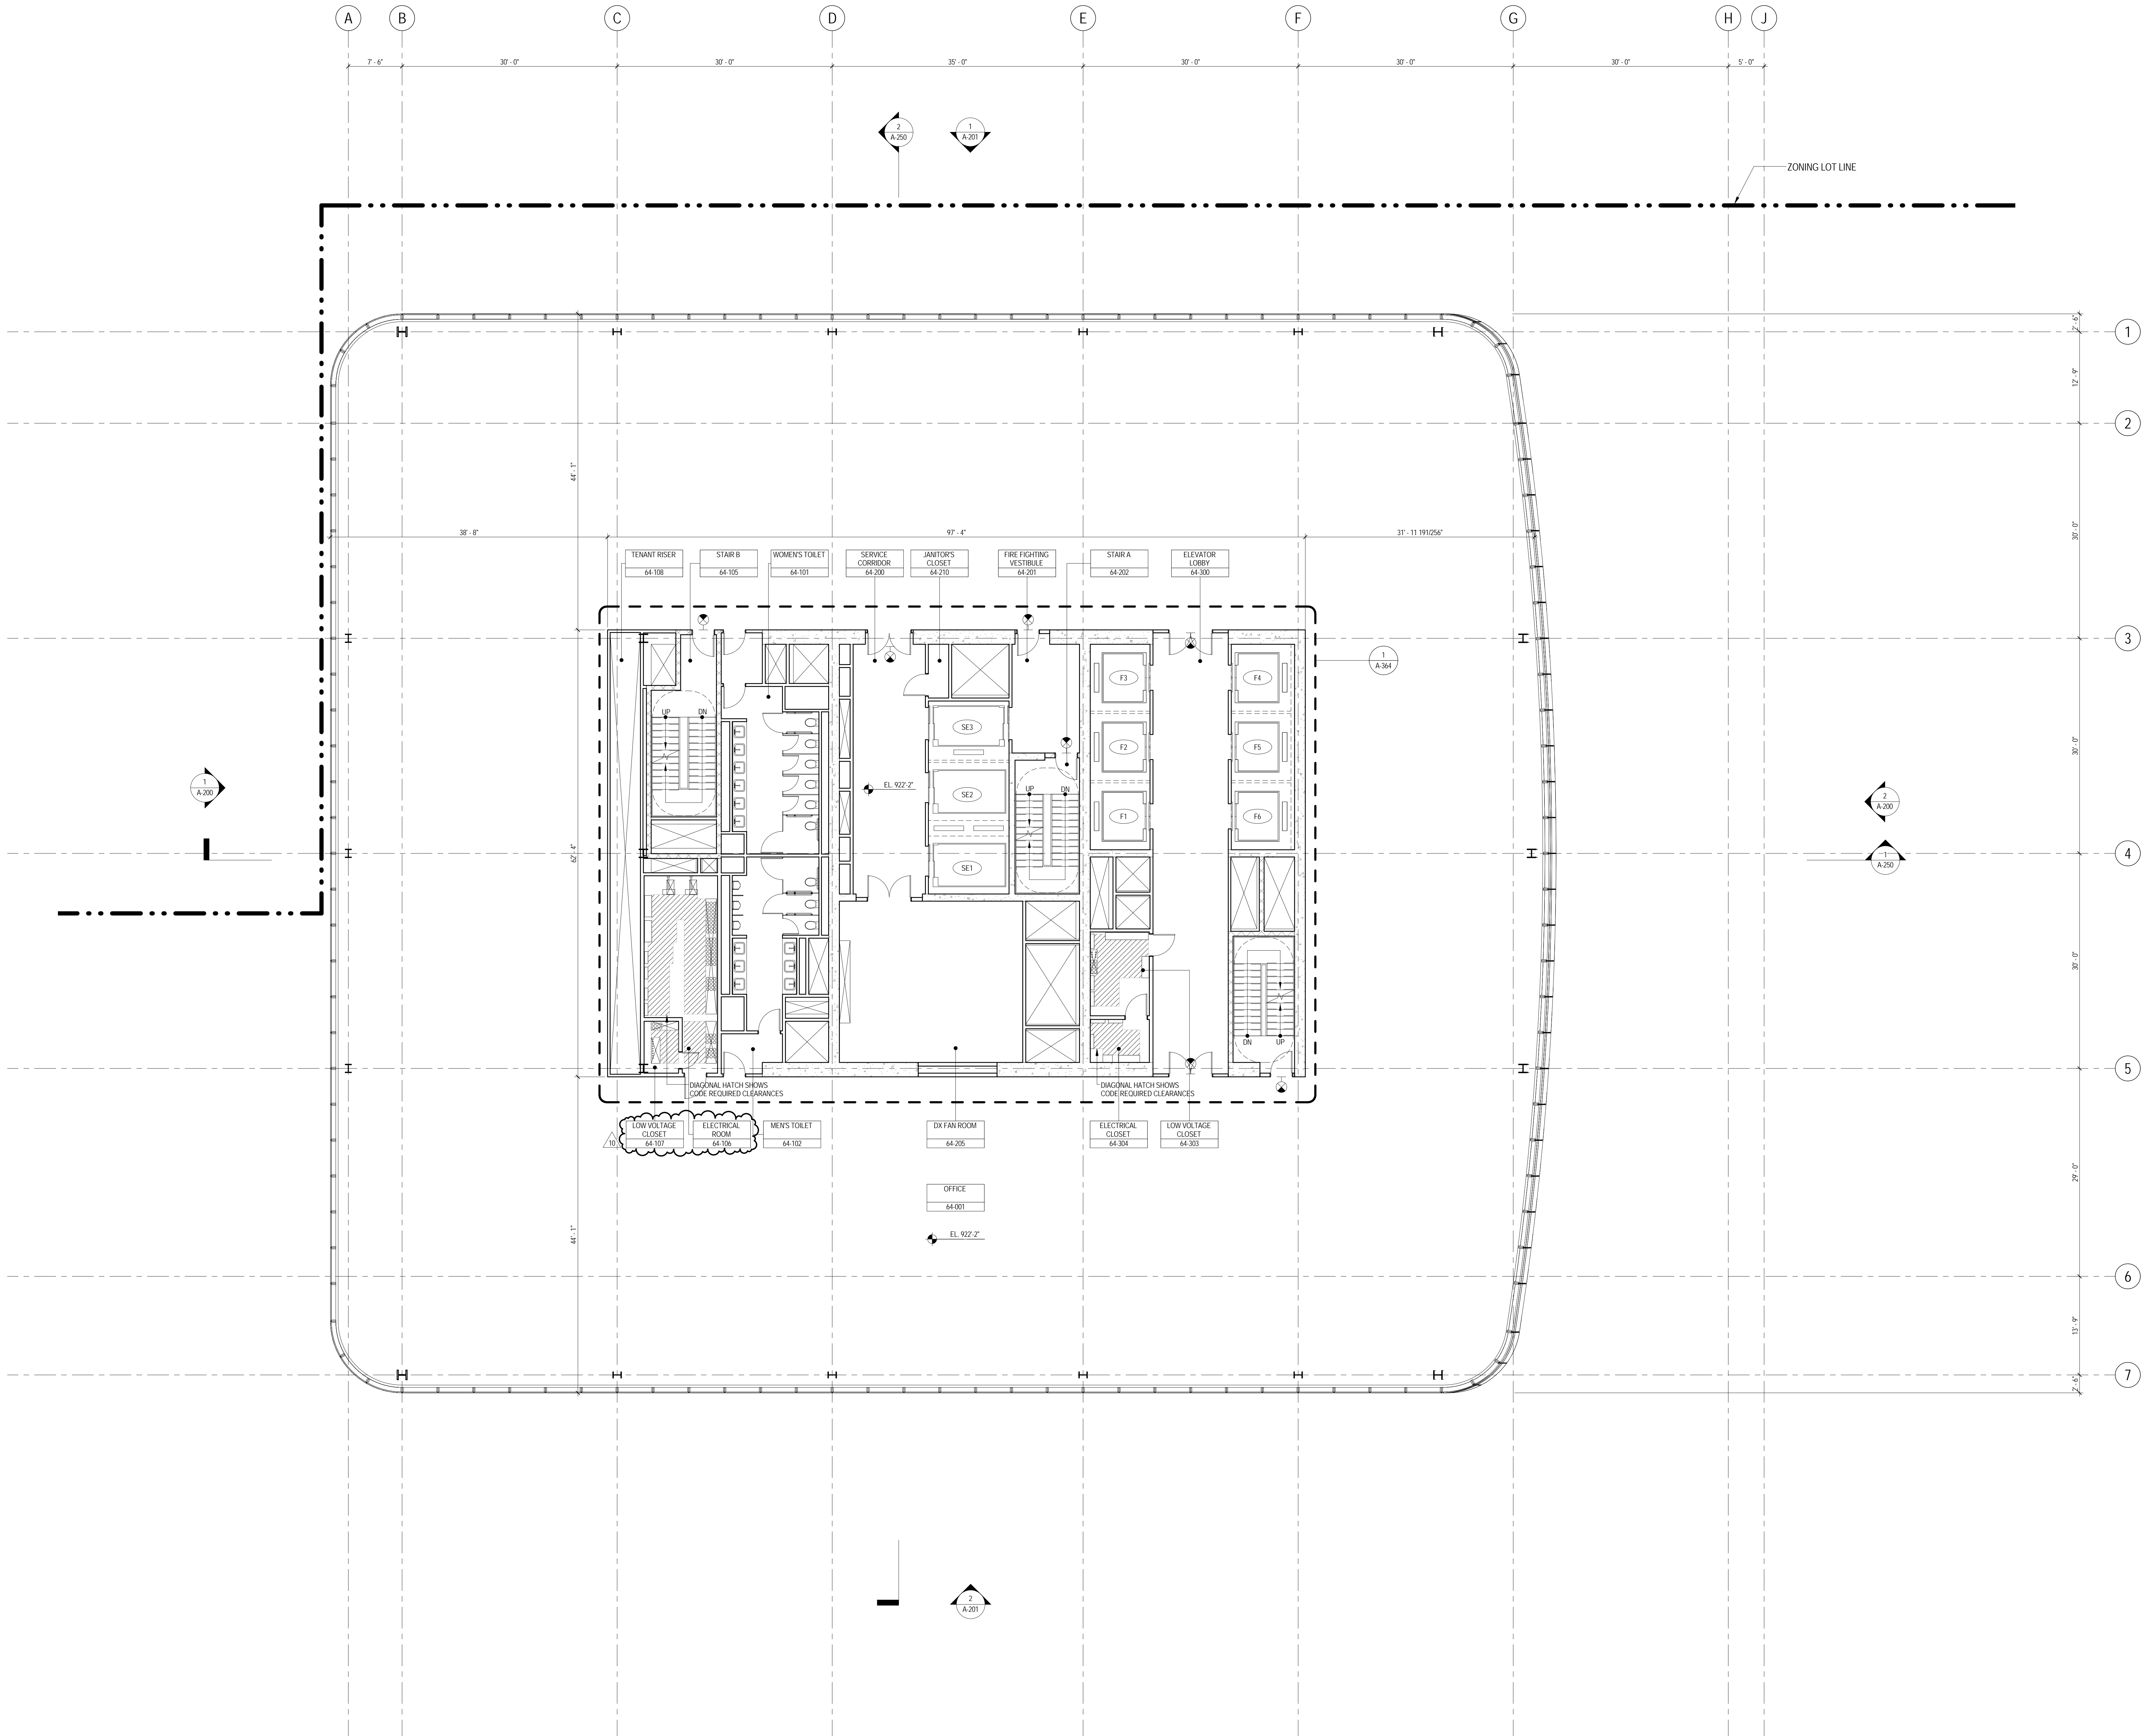 A B C D E F G H J
7' - 6" 30' - 0" 30' - 0" 35' - 0" 30' - 0" 30' - 0" 30' - 0" 5' - 0"
2
A-250
1
A-201
ZONING LOT LINE
2' - 6"
1
12' - 9"
2
44' - 1"
30' - 0"
38' - 8" 97' - 4" 31' - 11 191/256"
TENANT RISER
64-108
STAIR B
64-105
WOMEN'S TOILET
64-101
SERVICE
CORRIDOR
64-200
JANITOR'S
CLOSET
64-210
FIRE FIGHTING
VESTIBULE
64-201
STAIR A
64-202
ELEVATOR
LOBBY
64-300
3
1
A-364
F3 F4
UP DN
SE3
F2 F5
30' - 0"
1
A-200
EL. 922'-2"
SE2
UP DN
F1 F6
2
A-200
62' - 4"
4
1
A-250
SE1
30' - 0"
DN UP
5
DIAGONAL HATCH SHOWS
CODE REQUIRED CLEARANCES
DIAGONAL HATCH SHOWS
CODE REQUIRED CLEARANCES
10
LOW VOLTAGE
CLOSET
64-107
ELECTRICAL
ROOM
64-106
MEN'S TOILET
64-102
DX FAN ROOM
64-205
ELECTRICAL
CLOSET
64-304
LOW VOLTAGE
CLOSET
64-303
29' - 0"
OFFICE
64-001
44' - 1"
EL. 922'-2"
6
13' - 9"
7
2' - 6"
2
A-201